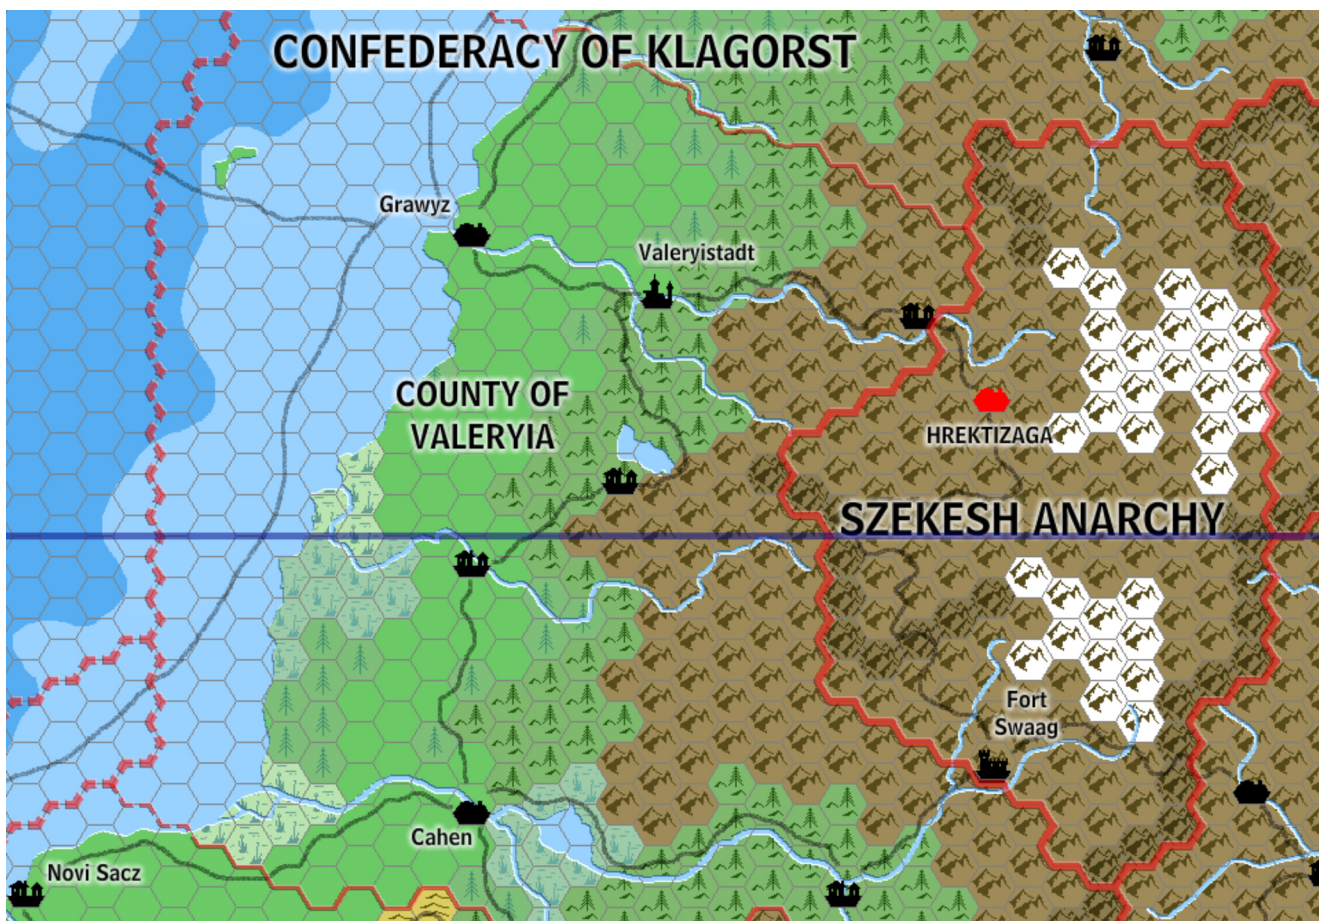 CONFEDERACY OF KLAGORST
Grawyz
Valeryistadt
COUNTY OF
VALERYIA
HREKTIZAGA
SZEKESH ANARCHY
Fort
Swaag
Cahen
Novi Sacz